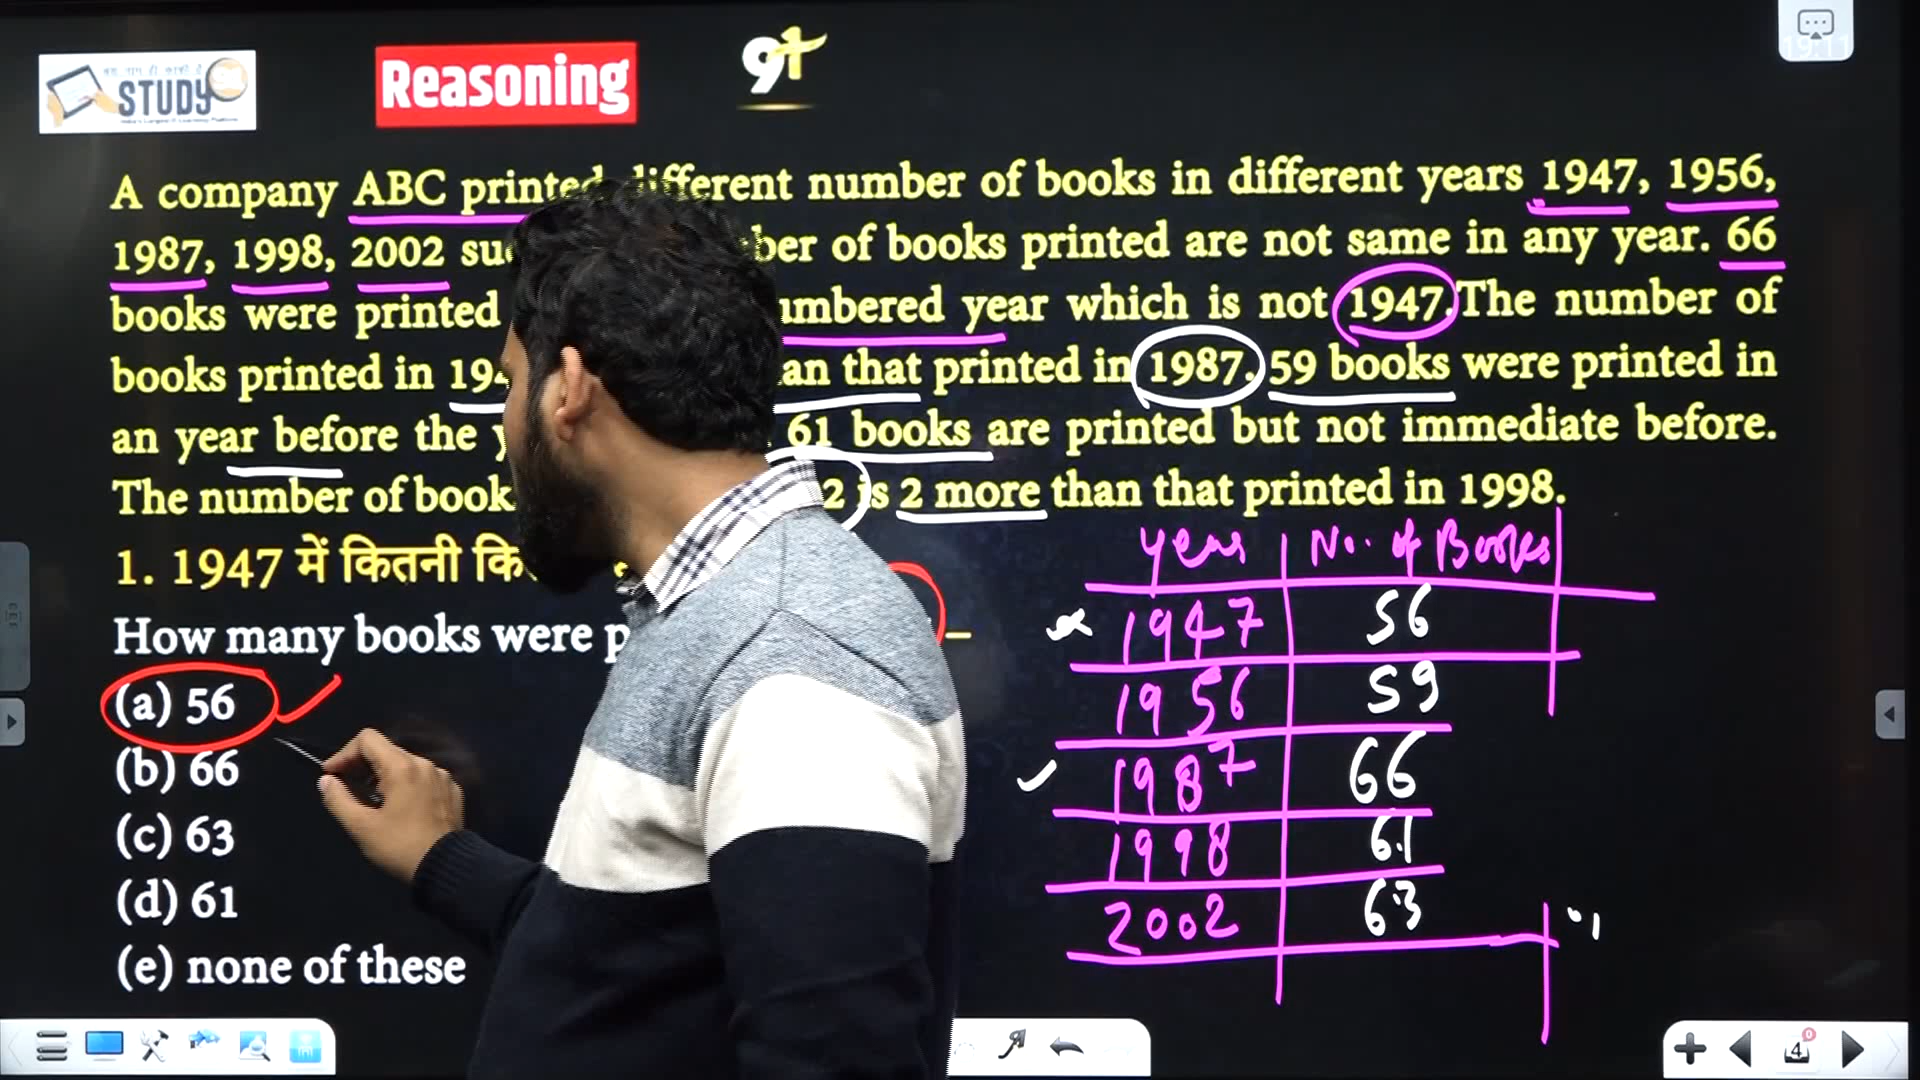 STUDY
Reasoning
91
A company ABC printed different number of books in different years 1947, 1956,
1987, 1998, 2002 ber of books printed are not same in any year. 66
books were printed umbered year which is not 1947. The number of
books printed in 194 an that printed in 1987. 59 books were printed in
an year before the y 61 books are printed but not immediate before.
The number of book 2 is 2 more than that printed in 1998.
1. 1947 में कितनी कि
How many books were p
(a) 56
(b) 66
(c) 63
(d) 61
(e) none of these
year No. of Books
1947 56
1956 59
1987 66
1998 61
2002 63
4